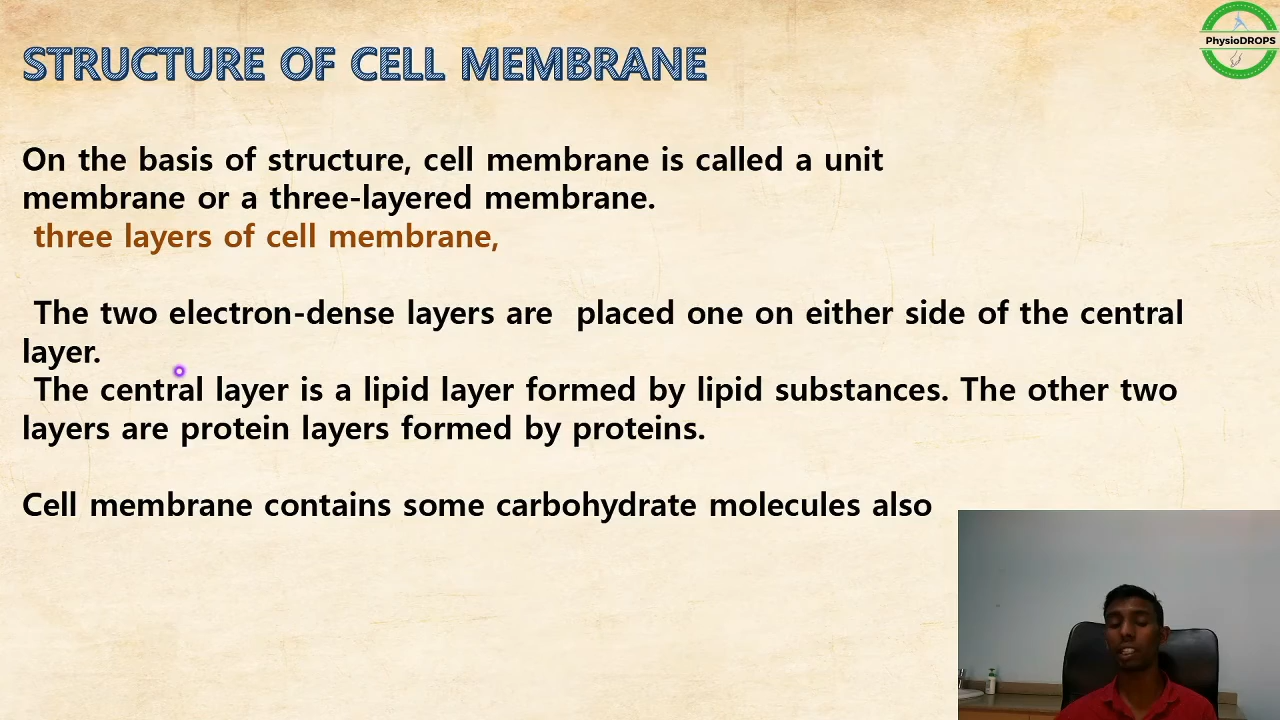 PhysioDROPS
STRUCTURE OF CELL MEMBRANE
On the basis of structure, cell membrane is called a unit
membrane or a three-layered membrane.
three layers of cell membrane,
The two electron-dense layers are placed one on either side of the central
layer.
The central layer is a lipid layer formed by lipid substances. The other two
layers are protein layers formed by proteins.
Cell membrane contains some carbohydrate molecules also